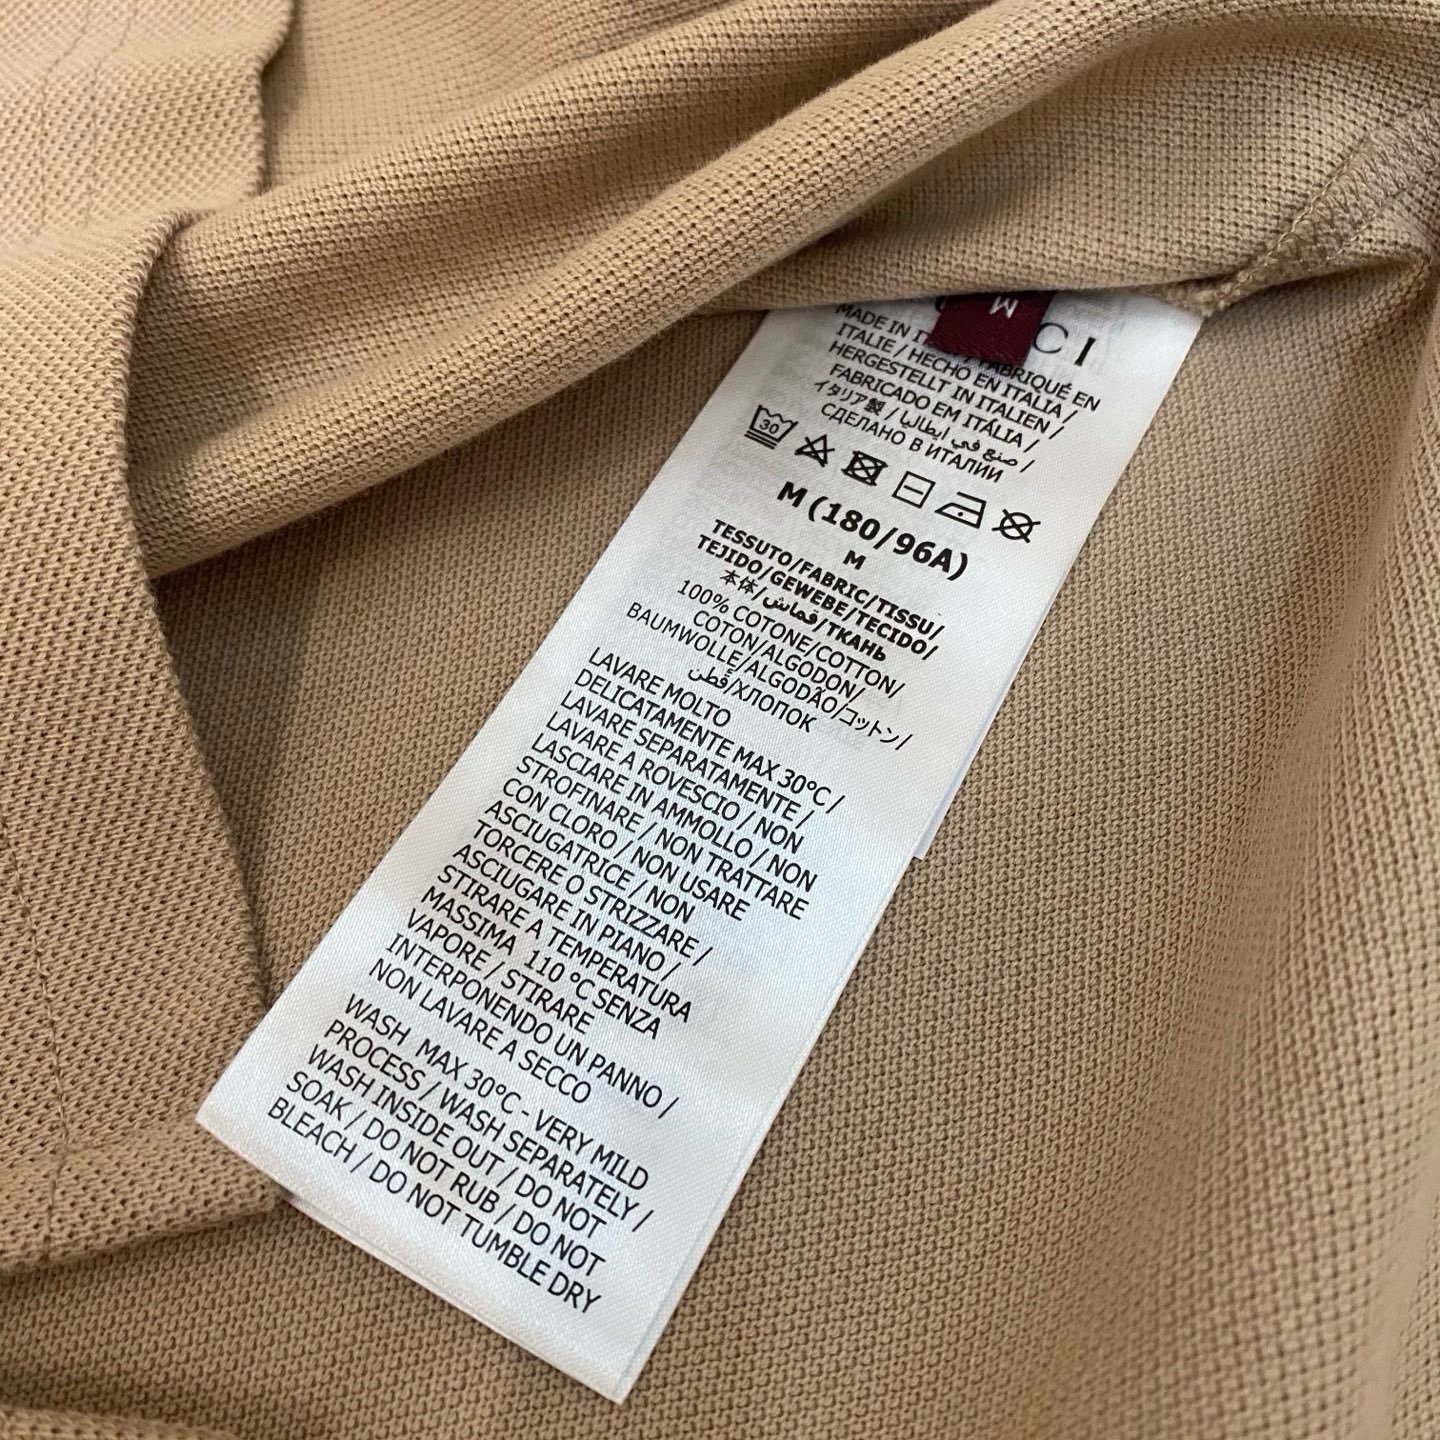 M
CI
MADE IN FABRIQUÉ EN
ITALIE / HECHO EN ITALIA /
HERGESTELLT IN ITALIEN /
FABRICADO EM ITÁLIA /
イタリア製 / صنع في ايطاليا /
СДЕЛАНО В ИТАЛИИ
30
M (180/96A)
M
TESSUTO/FABRIC/TISSU/
TEJIDO/GEWEBE/TECIDO/
本体/قماش/ТКАНЬ
100% COTONE/COTTON/
COTON/ALGODON/
BAUMWOLLE/ALGODÃO/コットン/
قُطن/ХЛОПОК
LAVARE MOLTO
DELICATAMENTE MAX 30°C /
LAVARE SEPARATAMENTE /
LAVARE A ROVESCIO / NON
LASCIARE IN AMMOLLO / NON
STROFINARE / NON TRATTARE
CON CLORO / NON USARE
ASCIUGATRICE / NON
TORCERE O STRIZZARE /
ASCIUGARE IN PIANO /
STIRARE A TEMPERATURA
MASSIMA 110 °C SENZA
VAPORE / STIRARE
INTERPONENDO UN PANNO /
NON LAVARE A SECCO
WASH MAX 30°C - VERY MILD
PROCESS / WASH SEPARATELY /
WASH INSIDE OUT / DO NOT
SOAK / DO NOT RUB / DO NOT
BLEACH / DO NOT TUMBLE DRY